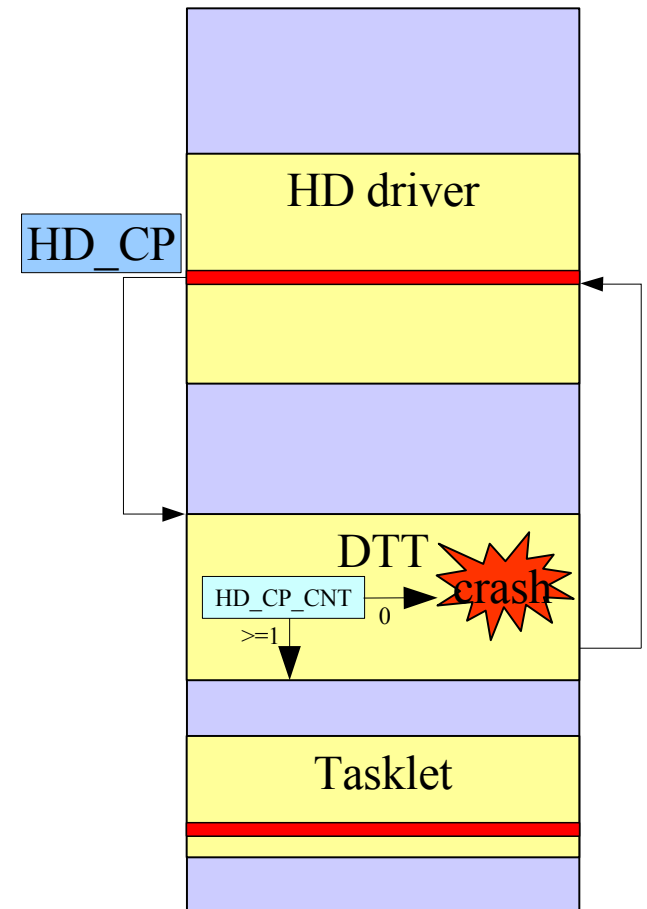 HD driver
HD_CP
DTT
crash
HD_CP_CNT
0
>=1
Tasklet